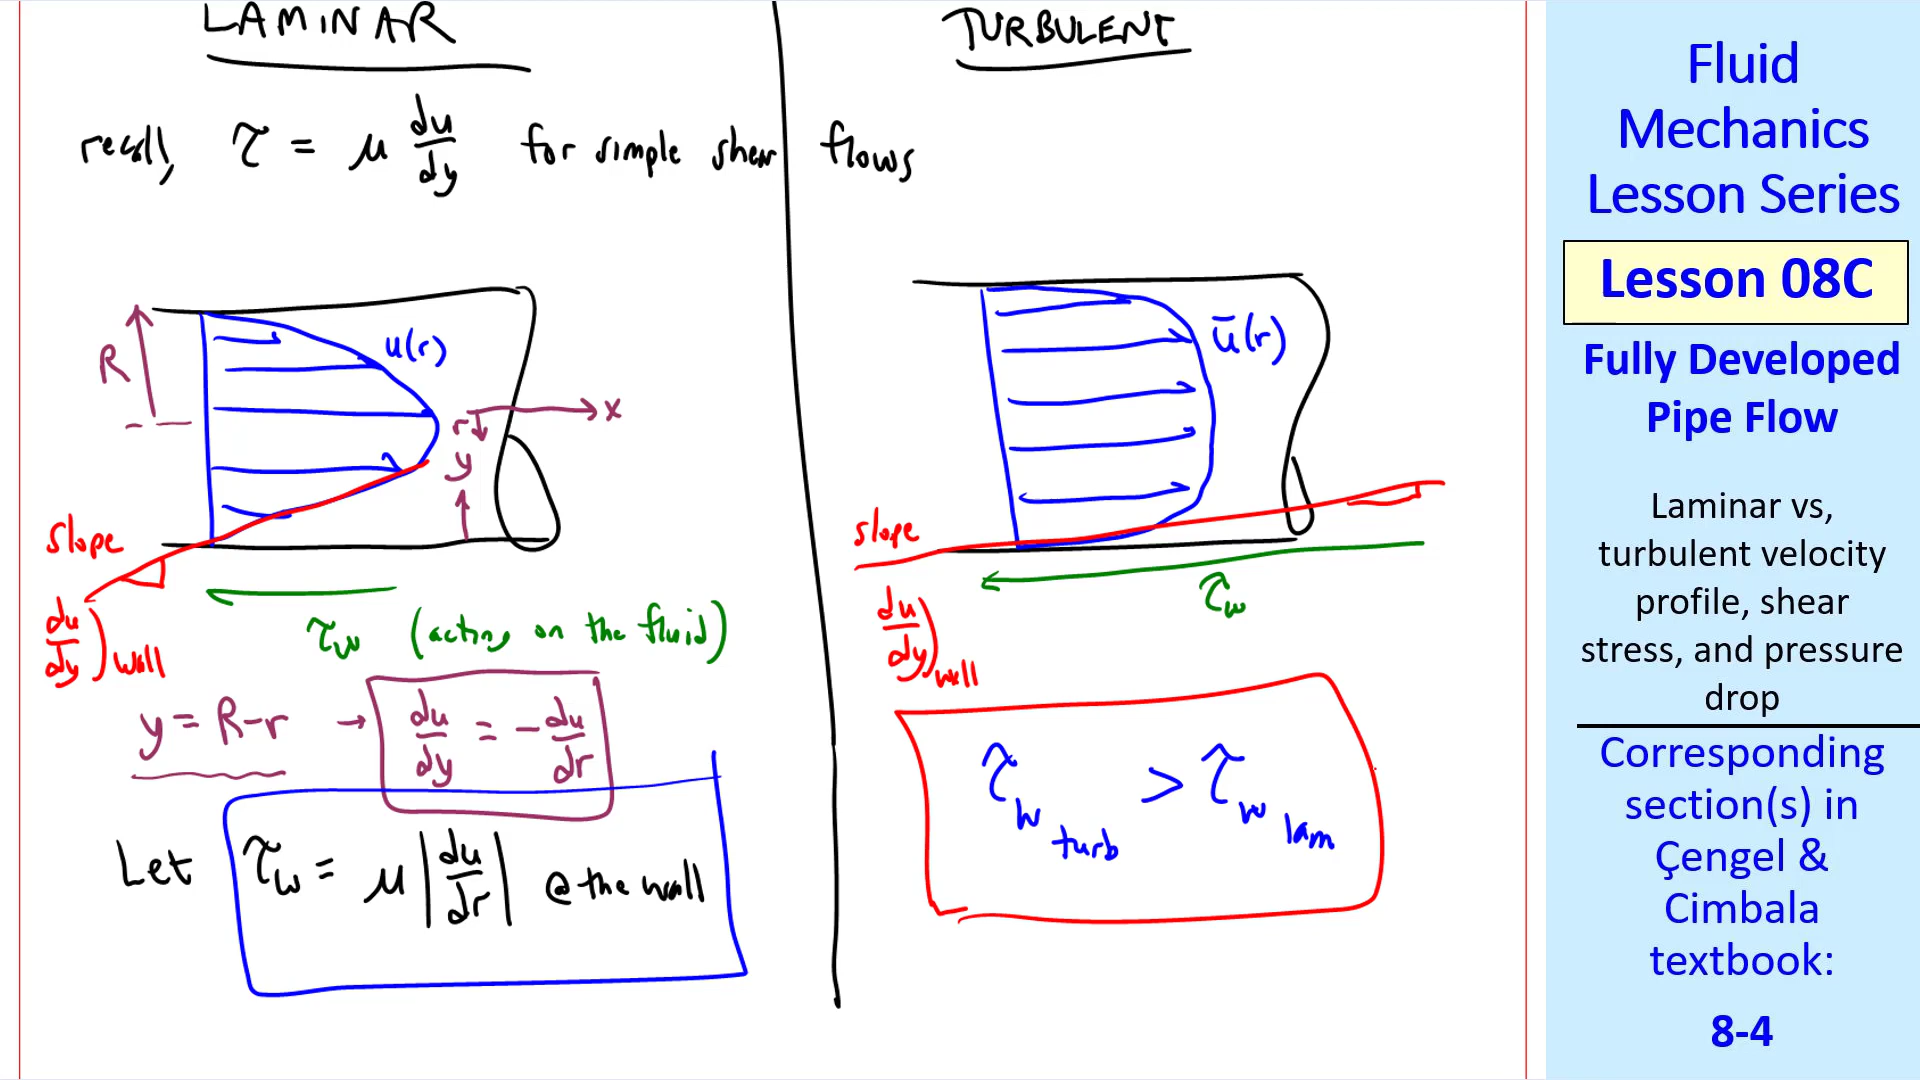 LAMINAR
recall, τ = μ du/dy for simple shear flows
R
u(r)
x
r
y
slope
du/dy)wall
τw (acting on the fluid)
y = R-r → du/dy = - du/dr
Let τw = μ |du/dr| @ the wall
TURBULENT
ū(r)
slope
du/dy)wall
τw
τw turb > τw lam
Fluid
Mechanics
Lesson Series
Lesson 08C
Fully Developed
Pipe Flow
Laminar vs,
turbulent velocity
profile, shear
stress, and pressure
drop
Corresponding
section(s) in
Çengel &
Cimbala
textbook:
8-4